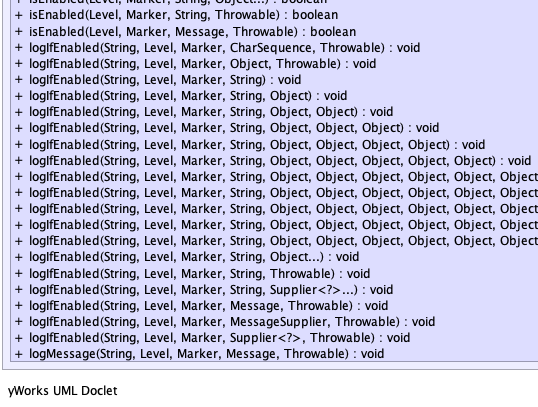 + isEnabled(Level, Marker, String, Object...) : boolean
+ isEnabled(Level, Marker, String, Throwable) : boolean
+ isEnabled(Level, Marker, Message, Throwable) : boolean
+ logIfEnabled(String, Level, Marker, CharSequence, Throwable) : void
+ logIfEnabled(String, Level, Marker, Object, Throwable) : void
+ logIfEnabled(String, Level, Marker, String) : void
+ logIfEnabled(String, Level, Marker, String, Object) : void
+ logIfEnabled(String, Level, Marker, String, Object, Object) : void
+ logIfEnabled(String, Level, Marker, String, Object, Object, Object) : void
+ logIfEnabled(String, Level, Marker, String, Object, Object, Object, Object) : void
+ logIfEnabled(String, Level, Marker, String, Object, Object, Object, Object, Object) : void
+ logIfEnabled(String, Level, Marker, String, Object, Object, Object, Object, Object, Object
+ logIfEnabled(String, Level, Marker, String, Object, Object, Object, Object, Object, Object
+ logIfEnabled(String, Level, Marker, String, Object, Object, Object, Object, Object, Object
+ logIfEnabled(String, Level, Marker, String, Object, Object, Object, Object, Object, Object
+ logIfEnabled(String, Level, Marker, String, Object, Object, Object, Object, Object, Object
+ logIfEnabled(String, Level, Marker, String, Object...) : void
+ logIfEnabled(String, Level, Marker, String, Throwable) : void
+ logIfEnabled(String, Level, Marker, String, Supplier<?>...) : void
+ logIfEnabled(String, Level, Marker, Message, Throwable) : void
+ logIfEnabled(String, Level, Marker, MessageSupplier, Throwable) : void
+ logIfEnabled(String, Level, Marker, Supplier<?>, Throwable) : void
+ logMessage(String, Level, Marker, Message, Throwable) : void
yWorks UML Doclet